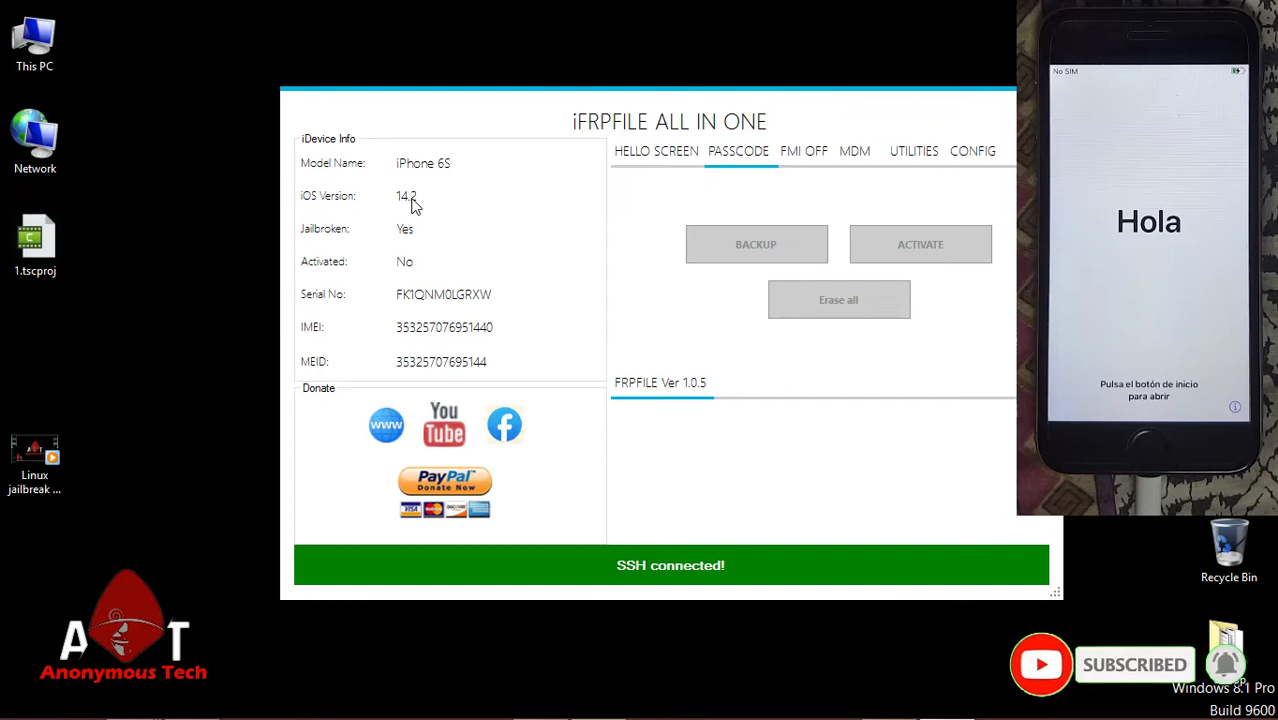 This PC
Network
1.tscproj
Linux
jailbreak ...
iFRPFILE ALL IN ONE
iDevice Info
Model Name: iPhone 6S
iOS Version: 14.2
Jailbroken: Yes
Activated: No
Serial No: FK1QNM0LGRXW
IMEI: 353257076951440
MEID: 35325707695144
Donate
www
You
Tube
PayPal
Donate Now
VISA
HELLO SCREEN PASSCODE FMI OFF MDM UTILITIES CONFIG
BACKUP ACTIVATE
Erase all
FRPFILE Ver 1.0.5
SSH connected!
No SIM
Hola
Pulsa el botón de inicio
para abrir
Recycle Bin
A T
Anonymous Tech
SUBSCRIBED
Windows 8.1 Pro
Build 9600